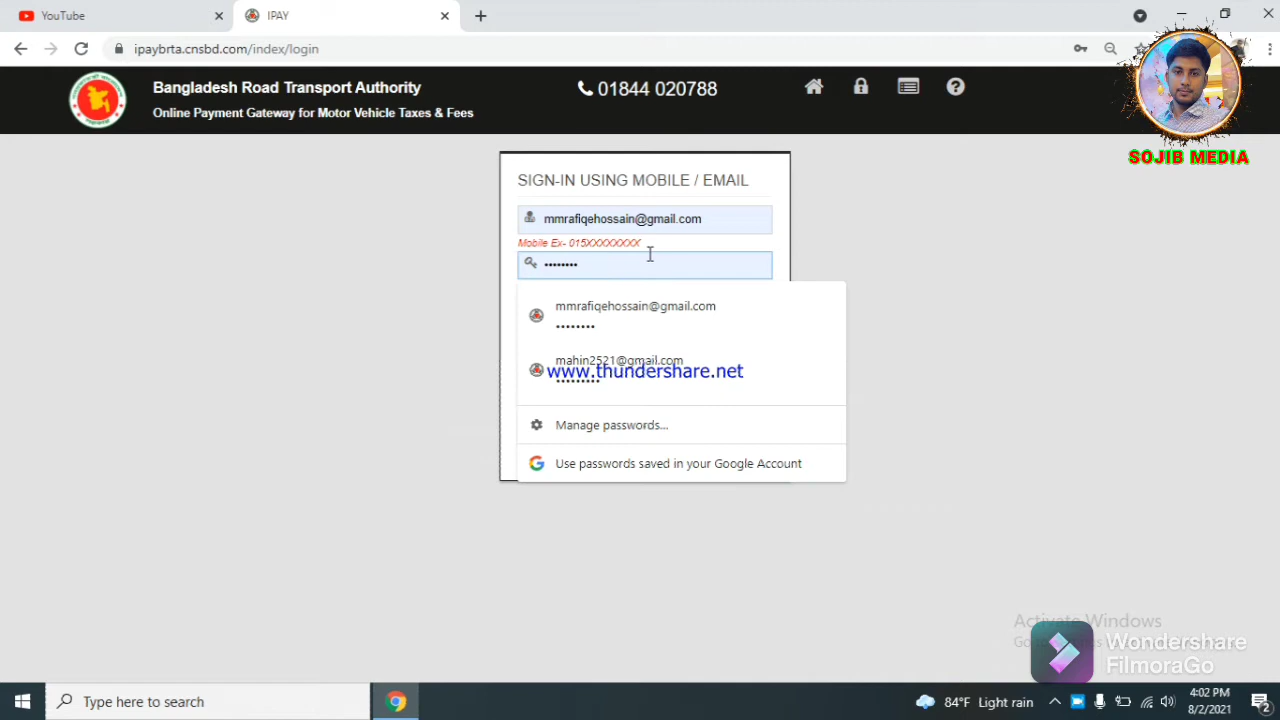 YouTube
IPAY
ipaybrta.cnsbd.com/index/login
Bangladesh Road Transport Authority
Online Payment Gateway for Motor Vehicle Taxes & Fees
01844 020788
SOJIB MEDIA
SIGN-IN USING MOBILE / EMAIL
mmrafiqehossain@gmail.com
Mobile Ex- 015XXXXXXXX
••••••••
mmrafiqehossain@gmail.com
••••••••
mahin2521@gmail.com
www.thundershare.net
•••••••••
Manage passwords...
Use passwords saved in your Google Account
Activate Windows
Wondershare
FilmoraGo
Type here to search
84°F Light rain
4:02 PM
8/2/2021
2